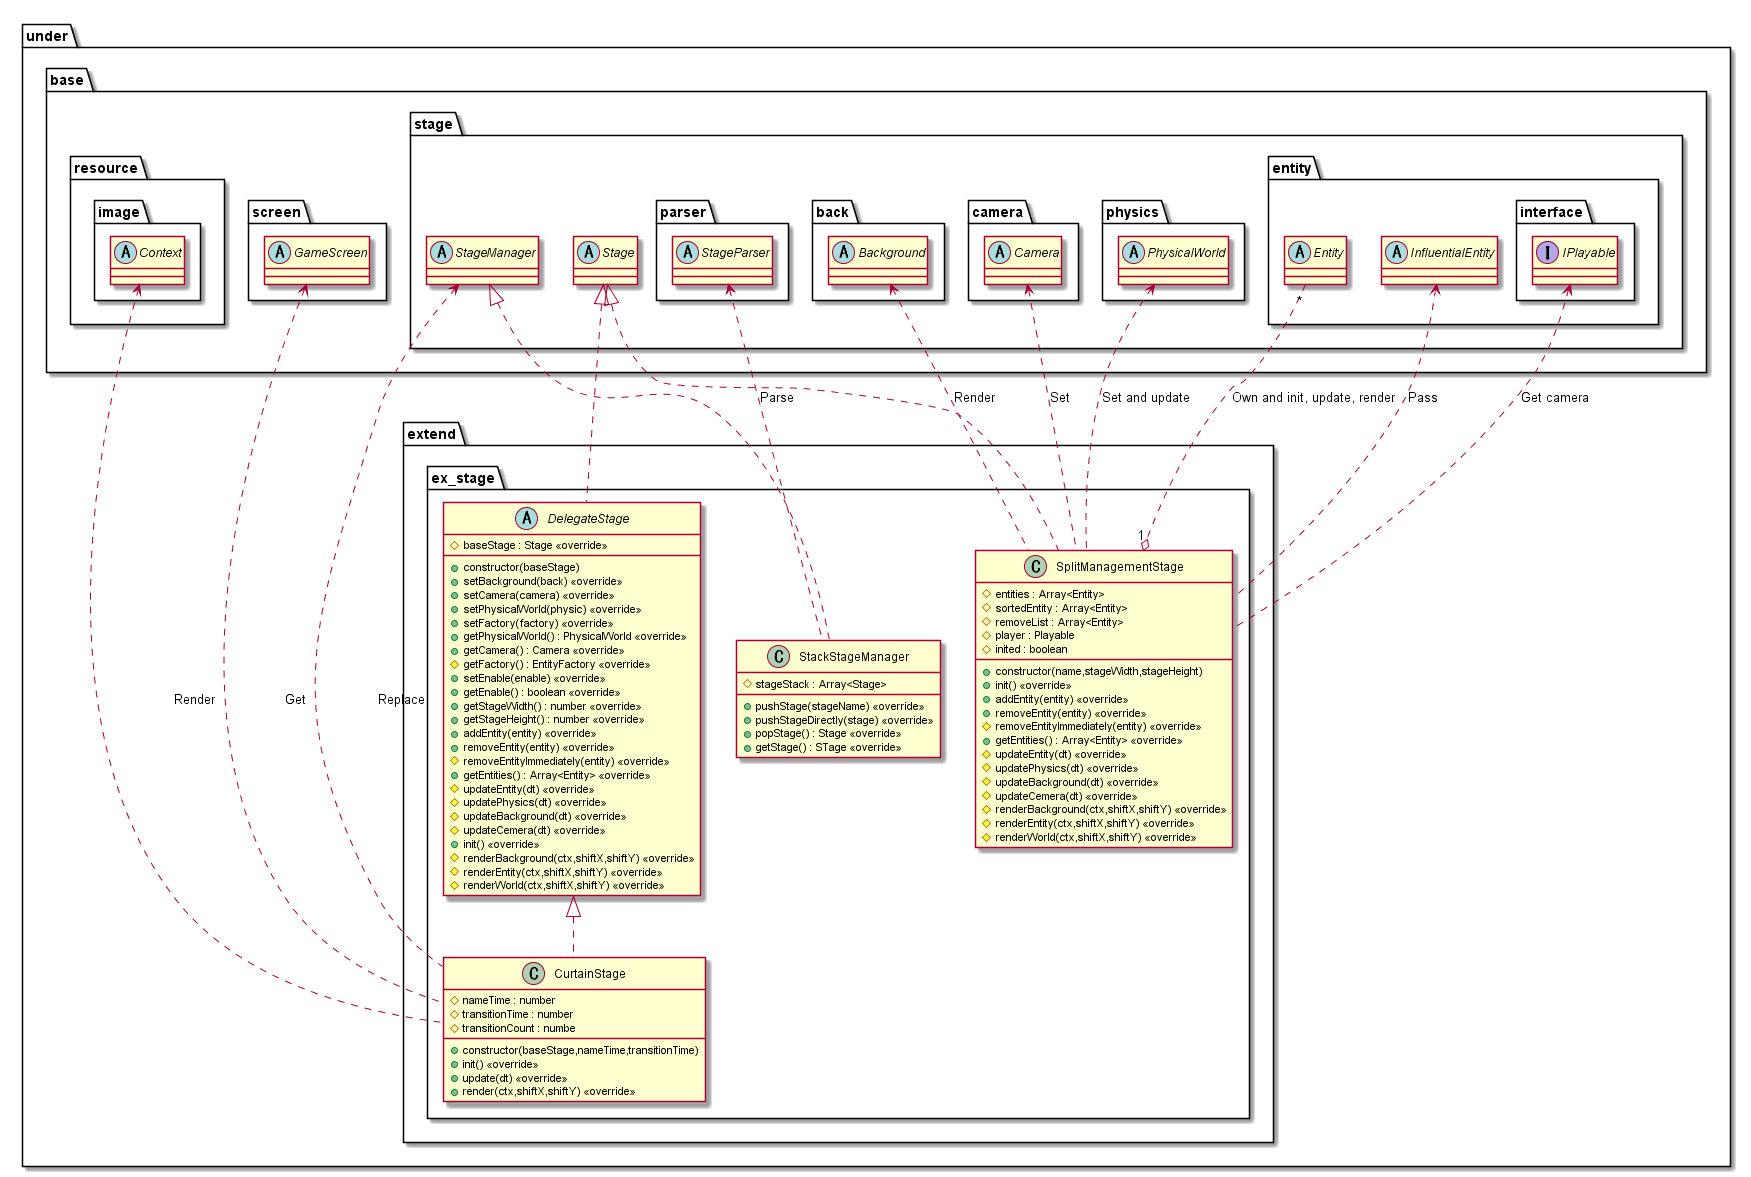 under
base
stage
resource
entity
image
screen
parser
back
camera
physics
interface
A Context
A GameScreen
A StageManager
A Stage
A StageParser
A Background
A Camera
A PhysicalWorld
A Entity
A InfluentialEntity
I IPlayable
*
Parse
Render
Set
Set and update
Own and init, update, render
Pass
Get camera
extend
ex_stage
A DelegateStage
baseStage : Stage «override»
constructor(baseStage)
setBackground(back) «override»
setCamera(camera) «override»
setPhysicalWorld(physic) «override»
setFactory(factory) «override»
getPhysicalWorld() : PhysicalWorld «override»
getCamera() : Camera «override»
getFactory() : EntityFactory «override»
setEnable(enable) «override»
getEnable() : boolean «override»
getStageWidth() : number «override»
getStageHeight() : number «override»
addEntity(entity) «override»
removeEntity(entity) «override»
removeEntityImmediately(entity) «override»
getEntities() : Array<Entity> «override»
updateEntity(dt) «override»
updatePhysics(dt) «override»
updateBackground(dt) «override»
updateCemera(dt) «override»
init() «override»
renderBackground(ctx,shiftX,shiftY) «override»
renderEntity(ctx,shiftX,shiftY) «override»
renderWorld(ctx,shiftX,shiftY) «override»
C StackStageManager
stageStack : Array<Stage>
pushStage(stageName) «override»
pushStageDirectly(stage) «override»
popStage() : Stage «override»
getStage() : STage «override»
1
C SplitManagementStage
entities : Array<Entity>
sortedEntity : Array<Entity>
removeList : Array<Entity>
player : Playable
inited : boolean
constructor(name,stageWidth,stageHeight)
init() «override»
addEntity(entity) «override»
removeEntity(entity) «override»
removeEntityImmediately(entity) «override»
getEntities() : Array<Entity> «override»
updateEntity(dt) «override»
updatePhysics(dt) «override»
updateBackground(dt) «override»
updateCemera(dt) «override»
renderBackground(ctx,shiftX,shiftY) «override»
renderEntity(ctx,shiftX,shiftY) «override»
renderWorld(ctx,shiftX,shiftY) «override»
Render
Get
Replace
C CurtainStage
nameTime : number
transitionTime : number
transitionCount : numbe
constructor(baseStage,nameTime,transitionTime)
init() «override»
update(dt) «override»
render(ctx,shiftX,shiftY) «override»